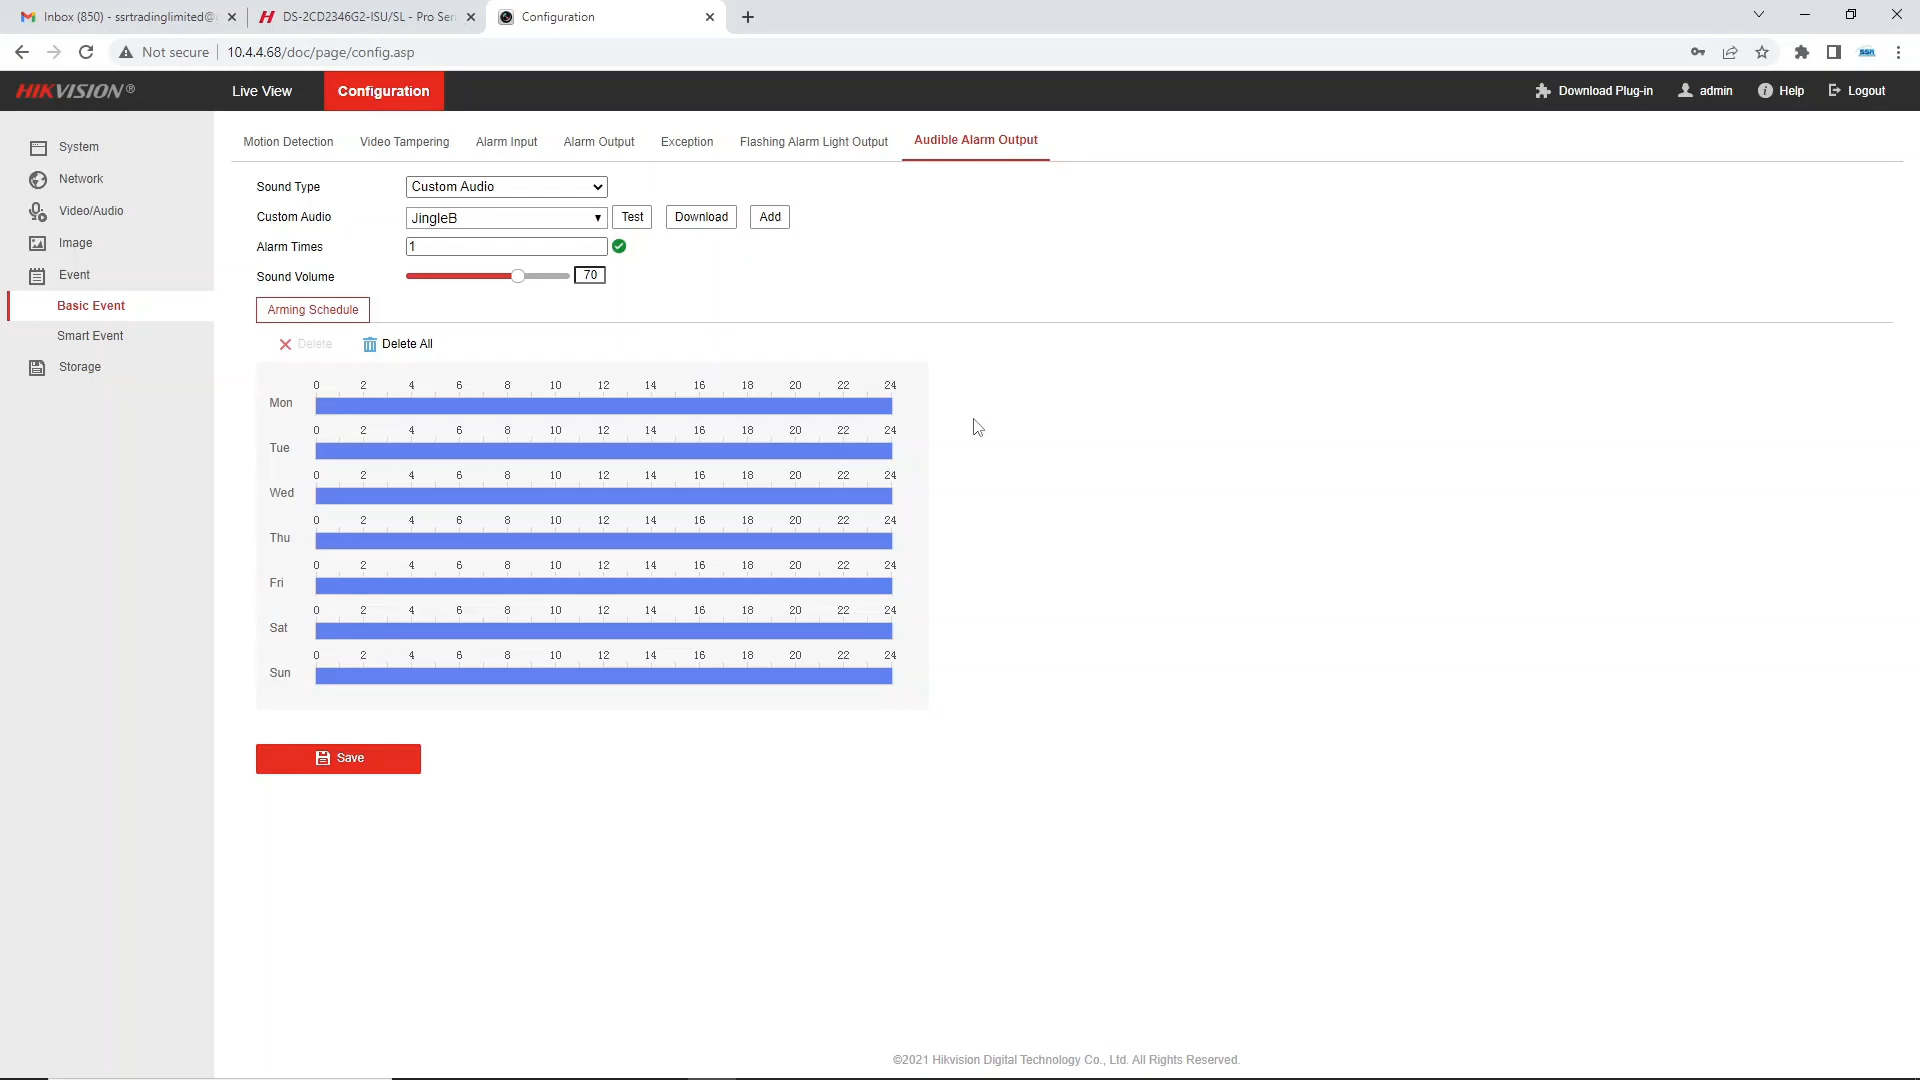 Inbox (850) - ssrtradinglimited@
DS-2CD2346G2-ISU/SL - Pro Ser
Configuration
Not secure
10.4.4.68/doc/page/config.asp
HIKVISION®
Live View
Configuration
Download Plug-in
admin
Help
Logout
System
Network
Video/Audio
Image
Event
Basic Event
Smart Event
Storage
Motion Detection
Video Tampering
Alarm Input
Alarm Output
Exception
Flashing Alarm Light Output
Audible Alarm Output
Sound Type
Custom Audio
Custom Audio
JingleB
Test
Download
Add
Alarm Times
1
Sound Volume
70
Arming Schedule
Delete
Delete All
0 2 4 6 8 10 12 14 16 18 20 22 24
Mon
0 2 4 6 8 10 12 14 16 18 20 22 24
Tue
0 2 4 6 8 10 12 14 16 18 20 22 24
Wed
0 2 4 6 8 10 12 14 16 18 20 22 24
Thu
0 2 4 6 8 10 12 14 16 18 20 22 24
Fri
0 2 4 6 8 10 12 14 16 18 20 22 24
Sat
0 2 4 6 8 10 12 14 16 18 20 22 24
Sun
Save
©2021 Hikvision Digital Technology Co., Ltd. All Rights Reserved.